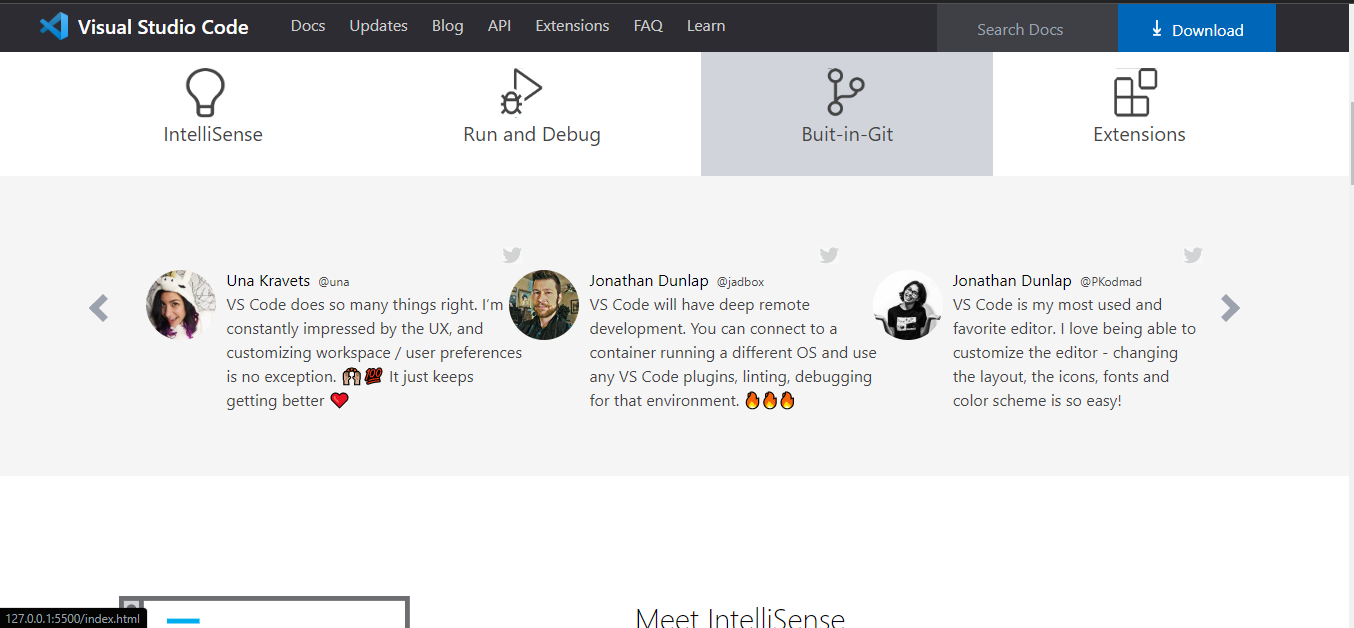 Visual Studio Code Docs Updates Blog API Extensions FAQ Learn Search Docs Download
IntelliSense Run and Debug Buit-in-Git Extensions
Una Kravets @una
VS Code does so many things right. I'm
constantly impressed by the UX, and
customizing workspace / user preferences
is no exception. 🙌💯 It just keeps
getting better ❤️
Jonathan Dunlap @jadbox
VS Code will have deep remote
development. You can connect to a
container running a different OS and use
any VS Code plugins, linting, debugging
for that environment. 🔥🔥🔥
Jonathan Dunlap @PKodmad
VS Code is my most used and
favorite editor. I love being able to
customize the editor - changing
the layout, the icons, fonts and
color scheme is so easy!
Meet IntelliSense
127.0.0.1:5500/index.html